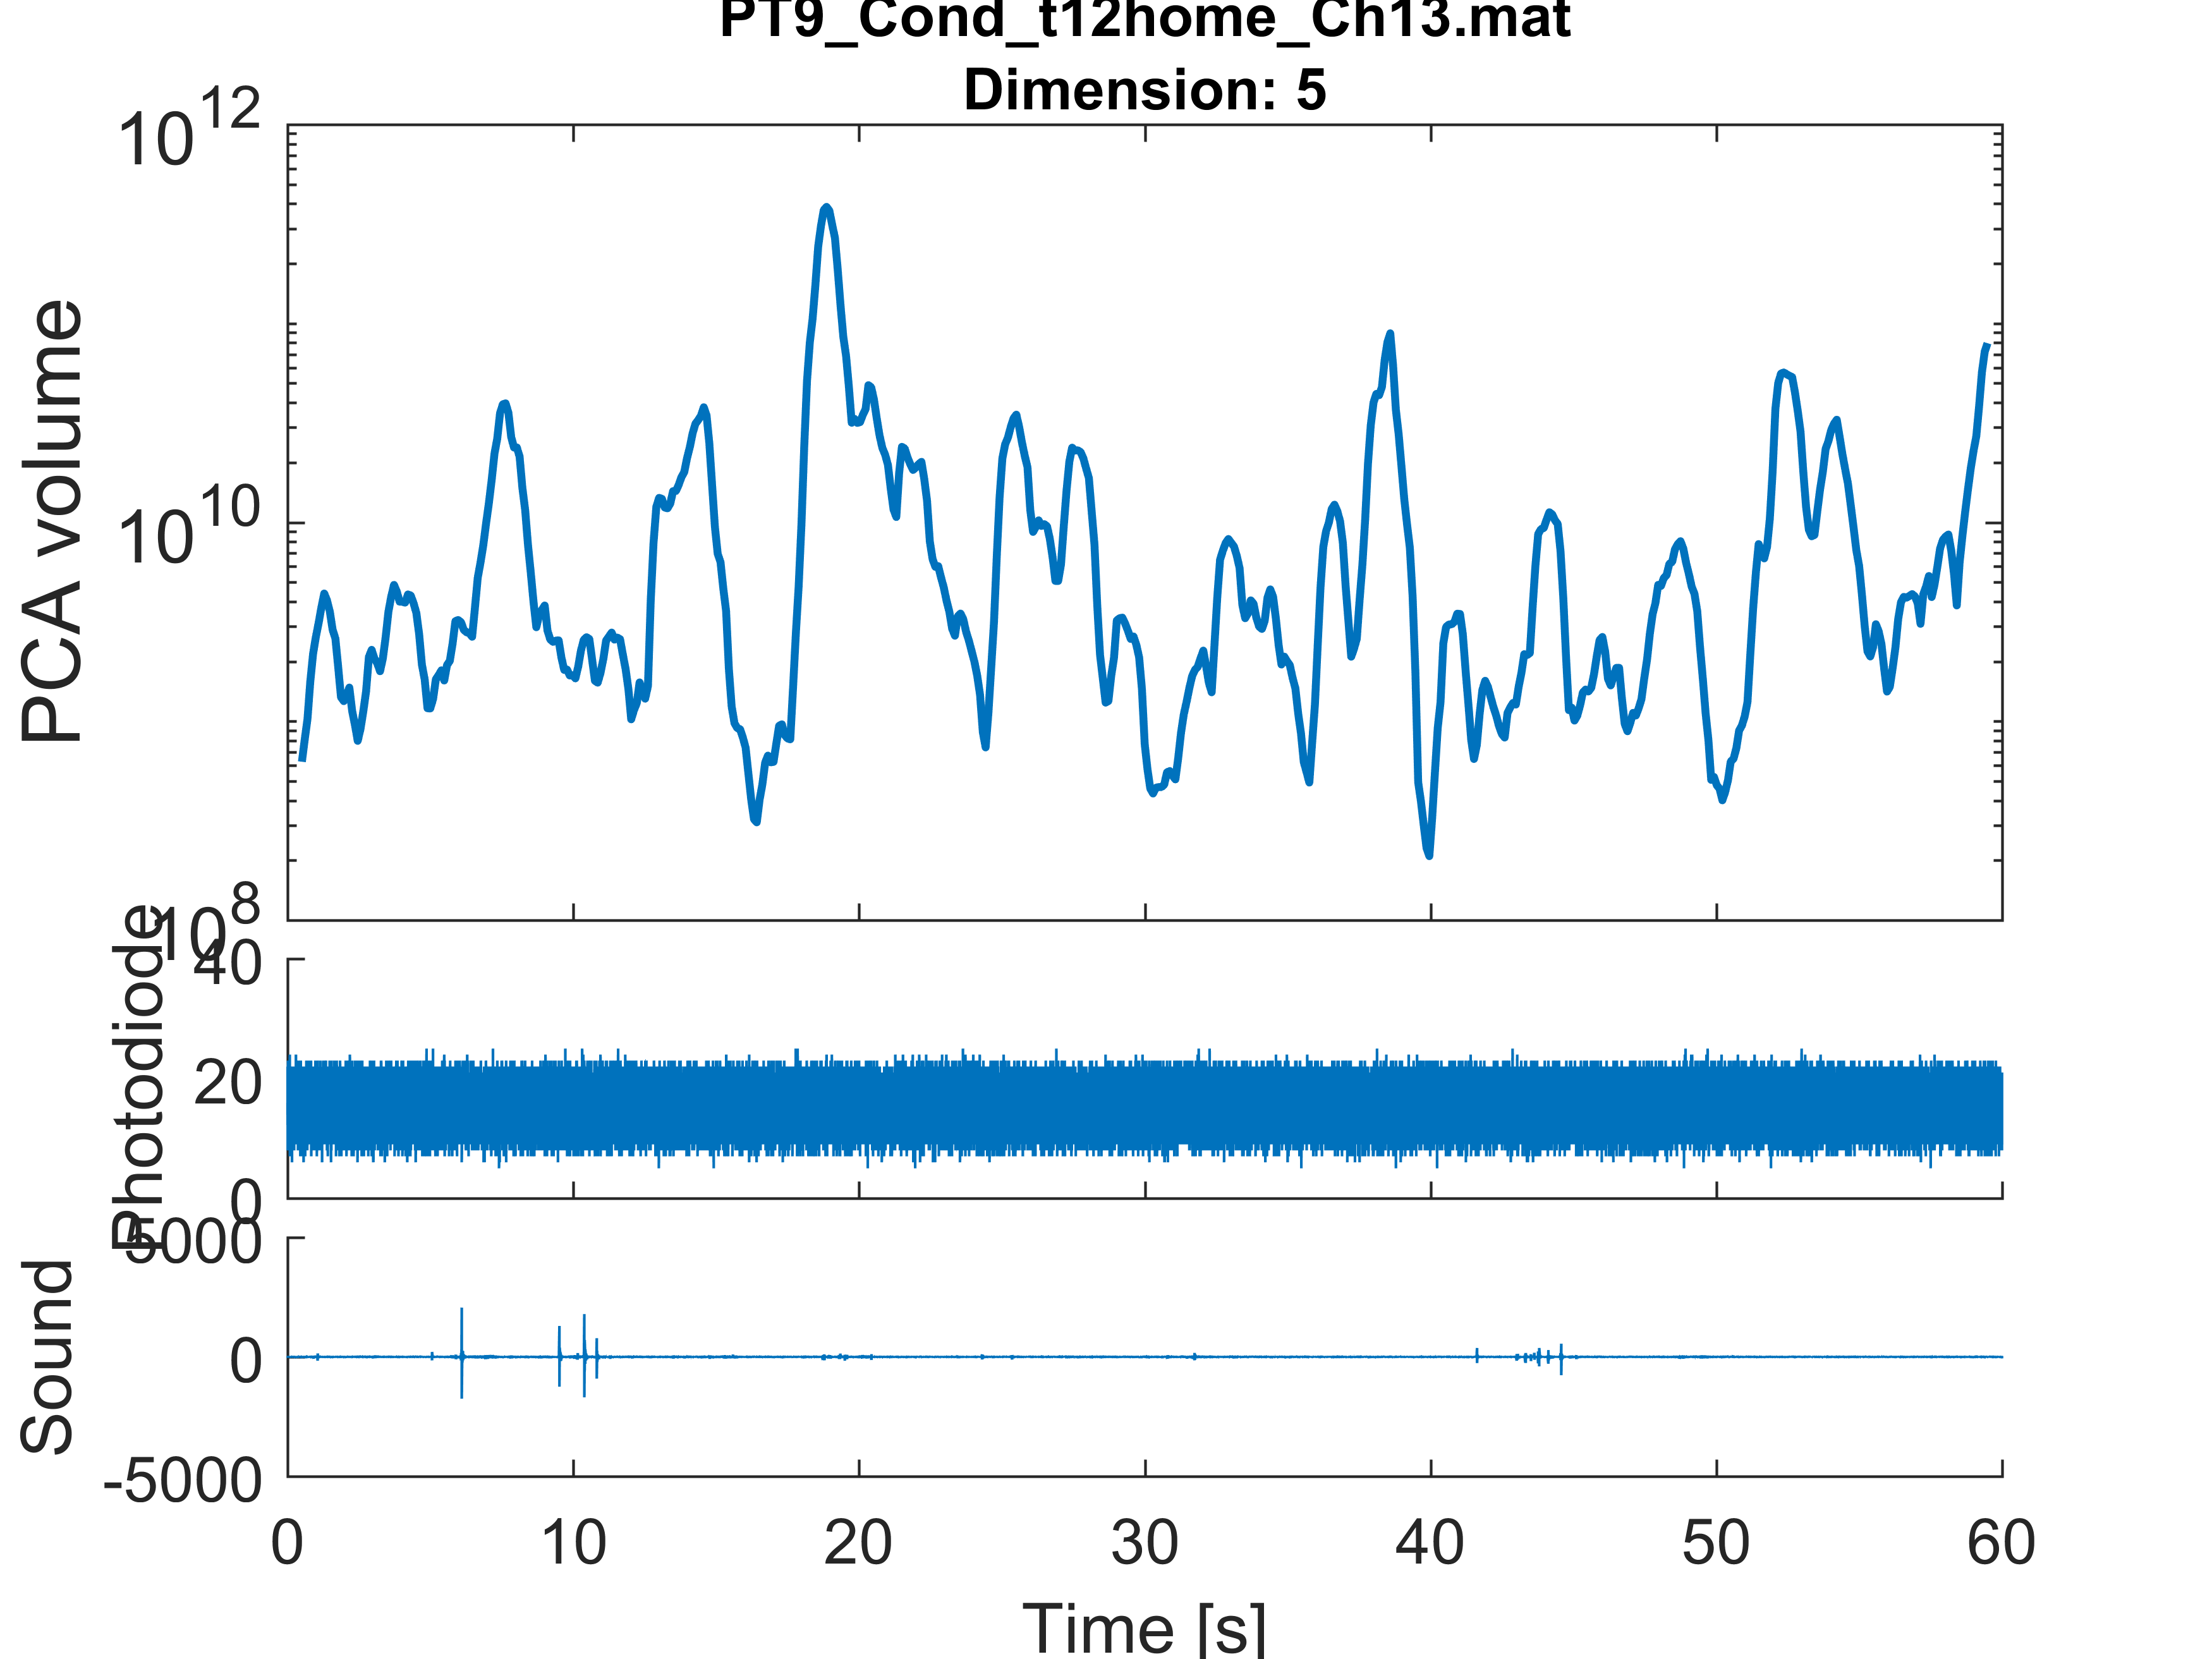 PT9_Cond_t12home_Ch13.mat
Dimension: 5
PCA volume
10^12
10^10
10^8
Photodiode
40
20
0
Sound
5000
0
-5000
0 10 20 30 40 50 60
Time [s]